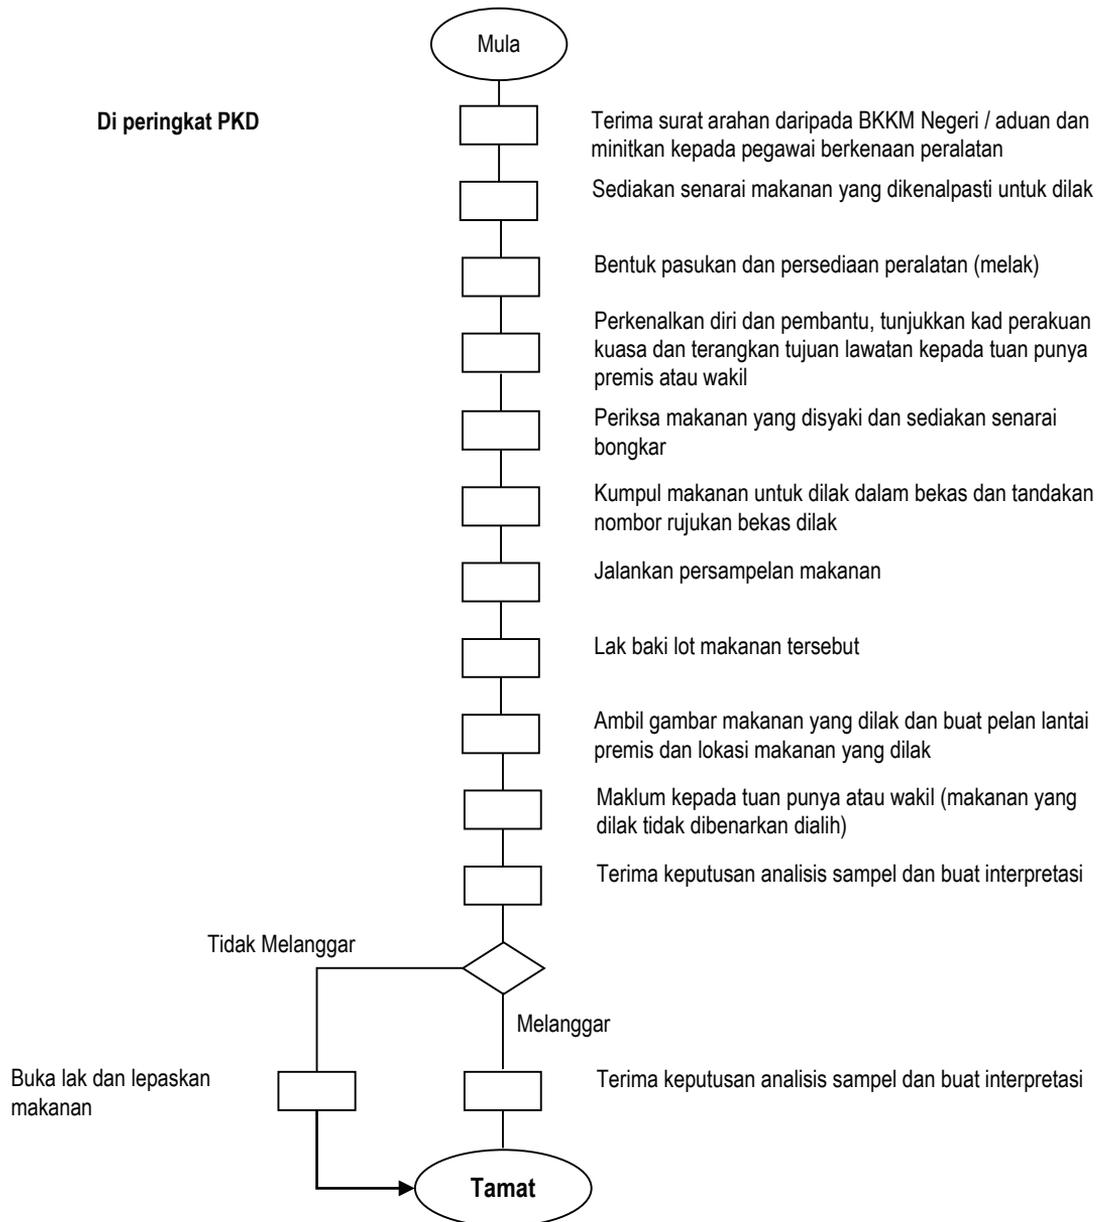 Mula
Di peringkat PKD
Terima surat arahan daripada BKKM Negeri / aduan dan
minitkan kepada pegawai berkenaan peralatan
Sediakan senarai makanan yang dikenalpasti untuk dilak
Bentuk pasukan dan persediaan peralatan (melak)
Perkenalkan diri dan pembantu, tunjukkan kad perakuan
kuasa dan terangkan tujuan lawatan kepada tuan punya
premis atau wakil
Periksa makanan yang disyaki dan sediakan senarai
bongkar
Kumpul makanan untuk dilak dalam bekas dan tandakan
nombor rujukan bekas dilak
Jalankan persampelan makanan
Lak baki lot makanan tersebut
Ambil gambar makanan yang dilak dan buat pelan lantai
premis dan lokasi makanan yang dilak
Maklum kepada tuan punya atau wakil (makanan yang
dilak tidak dibenarkan dialih)
Terima keputusan analisis sampel dan buat interpretasi
Tidak Melanggar
Melanggar
Buka lak dan lepaskan
makanan
Terima keputusan analisis sampel dan buat interpretasi
Tamat